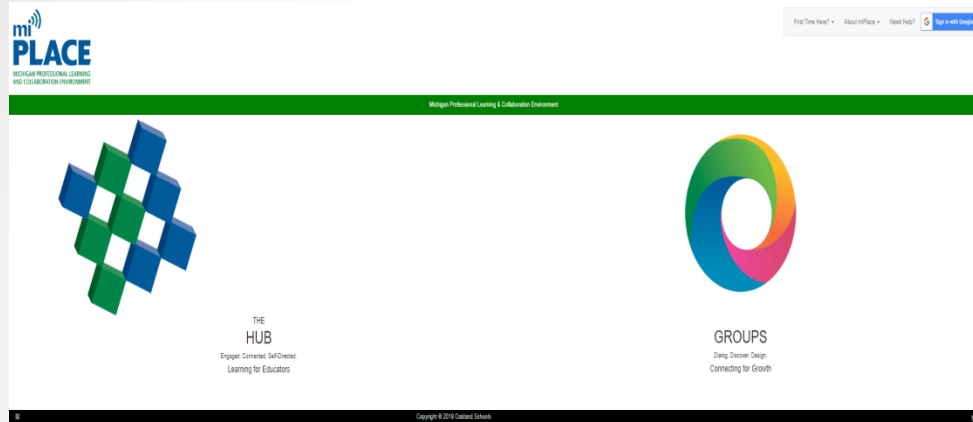 mi
PLACE
MICHIGAN PROFESSIONAL LEARNING
AND COLLABORATION ENVIRONMENT
First Time Here? About miPlace Need Help? G Sign in with Google
Michigan Professional Learning & Collaboration Environment
THE
HUB
Engaged. Connected. Self-Directed.
Learning for Educators
GROUPS
Dialog. Discover. Design.
Connecting for Growth
Copyright © 2019 Oakland Schools